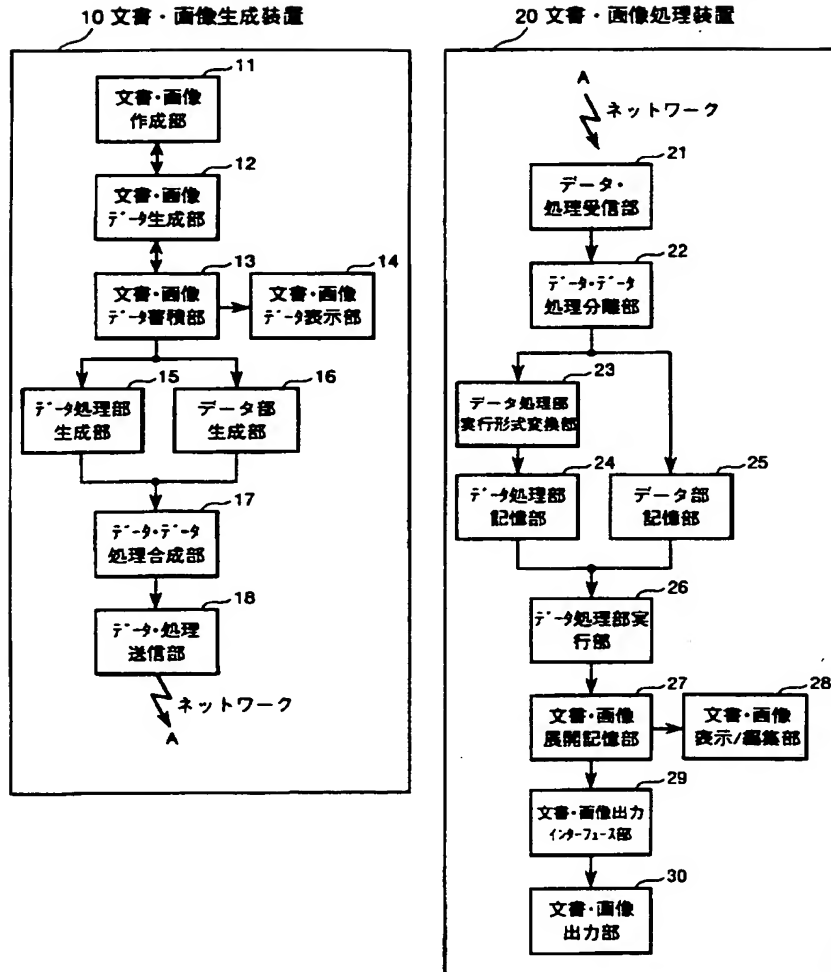 10 文書・画像生成装置
11
文書・画像
作成部
12
文書・画像
データ生成部
13
文書・画像
データ蓄積部
14
文書・画像
データ表示部
15
データ処理部
生成部
16
データ部
生成部
17
データ・データ
処理合成部
18
データ・処理
送信部
ネットワーク
A
20 文書・画像処理装置
A
ネットワーク
21
データ・
処理受信部
22
データ・データ
処理分離部
23
データ処理部
実行形式変換部
24
データ処理部
記憶部
25
データ部
記憶部
26
データ処理部実
行部
27
文書・画像
展開記憶部
28
文書・画像
表示/編集部
29
文書・画像出力
インターフェース部
30
文書・画像
出力部